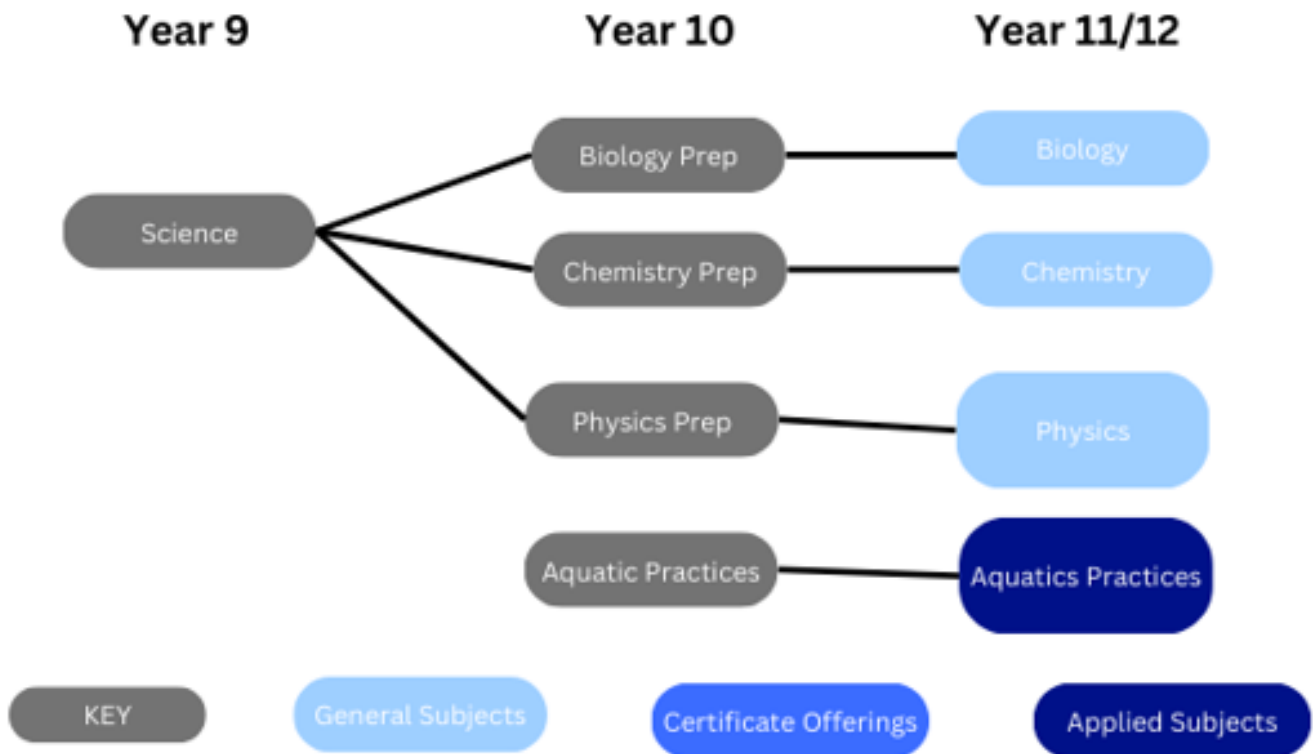 Year 9
Year 10
Year 11/12
Biology Prep
Biology
Science
Chemistry Prep
Chemistry
Physics Prep
Physics
Aquatic Practices
Aquatics Practices
KEY
General Subjects
Certificate Offerings
Applied Subjects